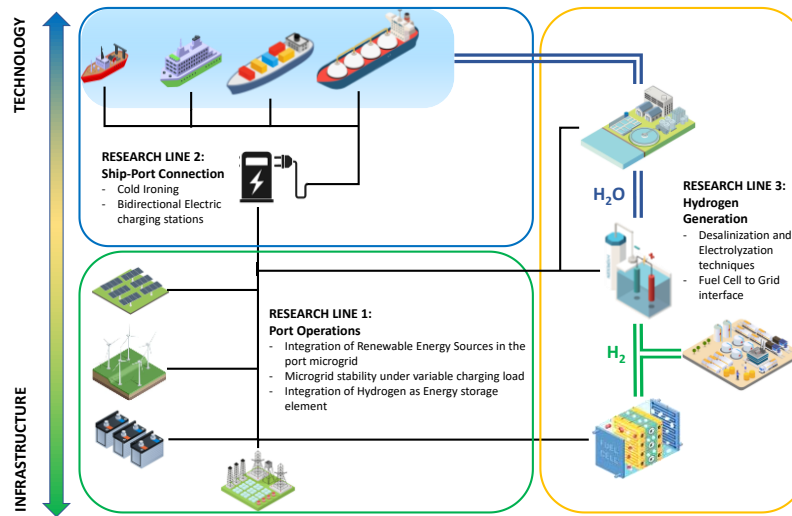 TECHNOLOGY
INFRASTRUCTURE
RESEARCH LINE 2:
Ship-Port Connection
- Cold Ironing
- Bidirectional Electric
charging stations
RESEARCH LINE 1:
Port Operations
- Integration of Renewable Energy Sources in the
port microgrid
- Microgrid stability under variable charging load
- Integration of Hydrogen as Energy storage
element
H₂O
RESEARCH LINE 3:
Hydrogen
Generation
- Desalinization and
Electrolyzation
techniques
- Fuel Cell to Grid
interface
H₂
FUEL
CELL